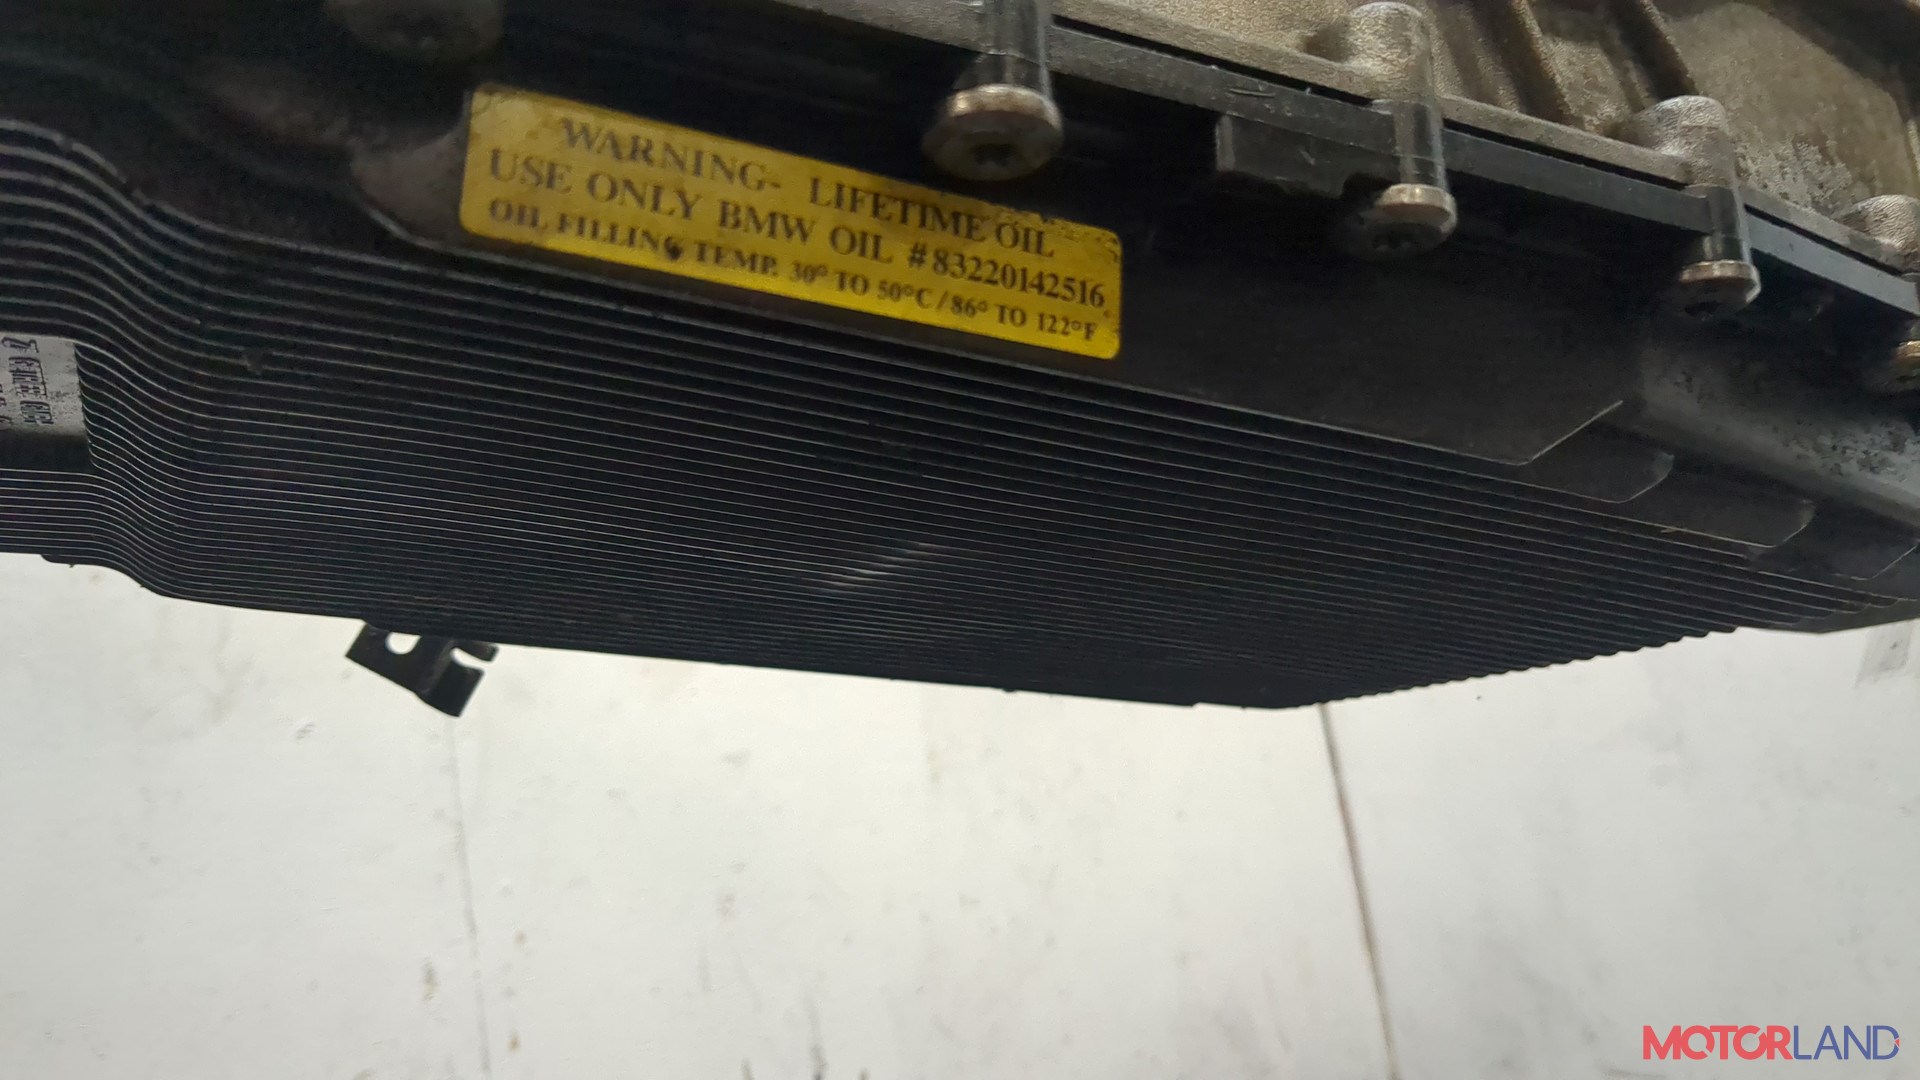 WARNING- LIFETIME OIL
USE ONLY BMW OIL #83220142516
OIL FILLING TEMP. 30° TO 50°C / 86° TO 122°F
MOTORLAND